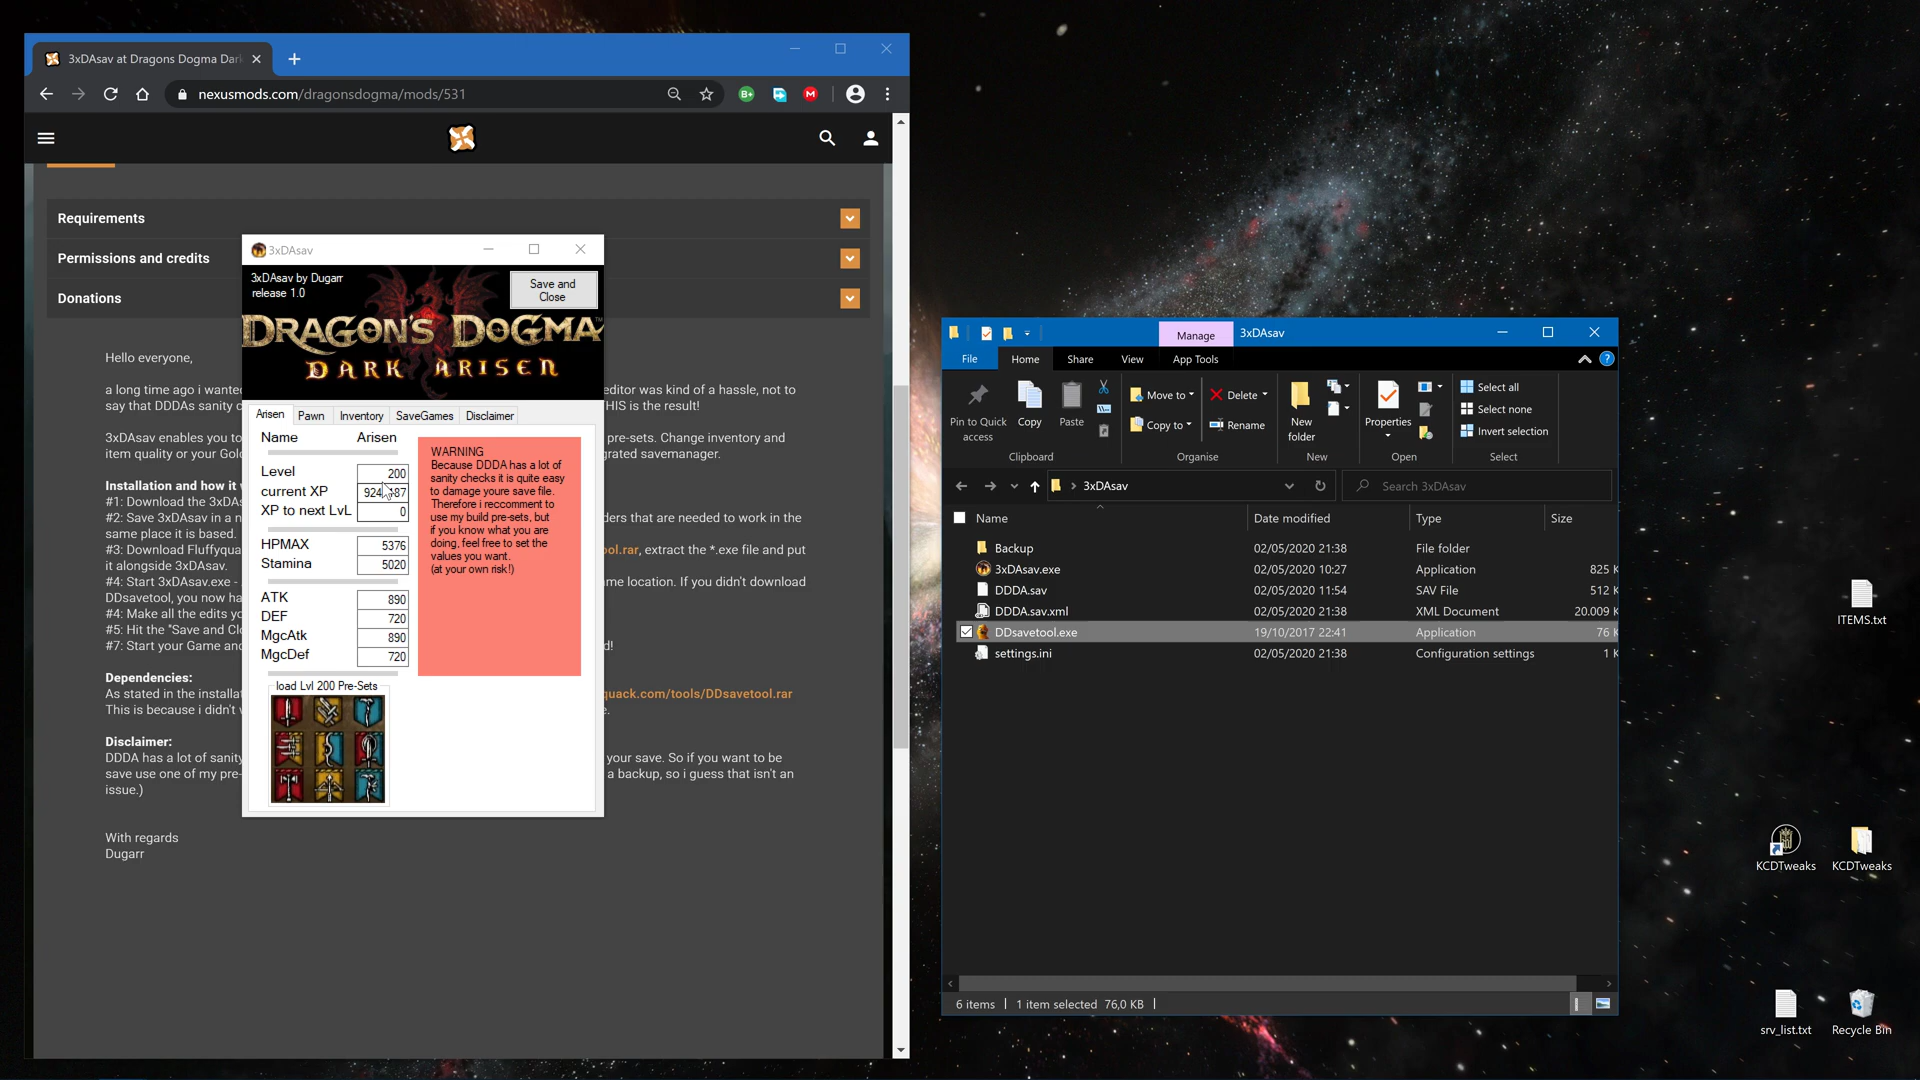 3xDAsav at Dragons Dogma Dark
nexusmods.com/dragonsdogma/mods/531
Requirements
Permissions and credits
Donations
Hello everyone,
a long time ago i wanted
editor was kind of a hassle, not to
say that DDDAs sanity
HIS is the result!
3xDAsav enables you to
pre-sets. Change inventory and
item quality or your Gol
grated savemanager.
Installation and how it
#1: Download the 3xDA
#2: Save 3xDAsav in a n
ders that are needed to work in the
same place it is based.
#3: Download Fluffyqua
ool.rar, extract the *.exe file and put
it alongside 3xDAsav.
#4: Start 3xDAsav.exe -
me location. If you didn't download
DDsavetool, you now ha
#4: Make all the edits yo
#5: Hit the "Save and Cl
#7: Start your Game and
d!
Dependencies:
As stated in the installat
quack.com/tools/DDsavetool.rar
This is because i didn't
e.
Disclaimer:
DDDA has a lot of sanity
your save. So if you want to be
save use one of my pre-
a backup, so i guess that isn't an
issue.)
With regards
Dugarr
3xDAsav
3xDAsav by Dugarr
release 1.0
Save and
Close
DRAGON'S DOGMA™
DARK ARISEN
Arisen
Pawn
Inventory
SaveGames
Disclaimer
Name Arisen
Level 200
current XP 924 87
XP to next LvL 0
HPMAX 5376
Stamina 5020
ATK 890
DEF 720
MgcAtk 890
MgcDef 720
load Lvl 200 Pre-Sets
WARNING
Because DDDA has a lot of
sanity checks it is quite easy
to damage youre save file.
Therefore i reccomment to
use my build pre-sets, but
if you know what you are
doing, feel free to set the
values you want.
(at your own risk!)
Manage
3xDAsav
File
Home
Share
View
App Tools
Pin to Quick
access
Copy
Paste
Move to
Copy to
Delete
Rename
New
folder
Properties
Select all
Select none
Invert selection
Clipboard
Organise
New
Open
Select
3xDAsav
Search 3xDAsav
Name Date modified Type Size
Backup 02/05/2020 21:38 File folder
3xDAsav.exe 02/05/2020 10:27 Application 825 K
DDDA.sav 02/05/2020 11:54 SAV File 512 K
DDDA.sav.xml 02/05/2020 21:38 XML Document 20.009 K
DDsavetool.exe 19/10/2017 22:41 Application 76 K
settings.ini 02/05/2020 21:38 Configuration settings 1 K
6 items
1 item selected 76,0 KB
ITEMS.txt
KCDTweaks
KCDTweaks
srv_list.txt
Recycle Bin